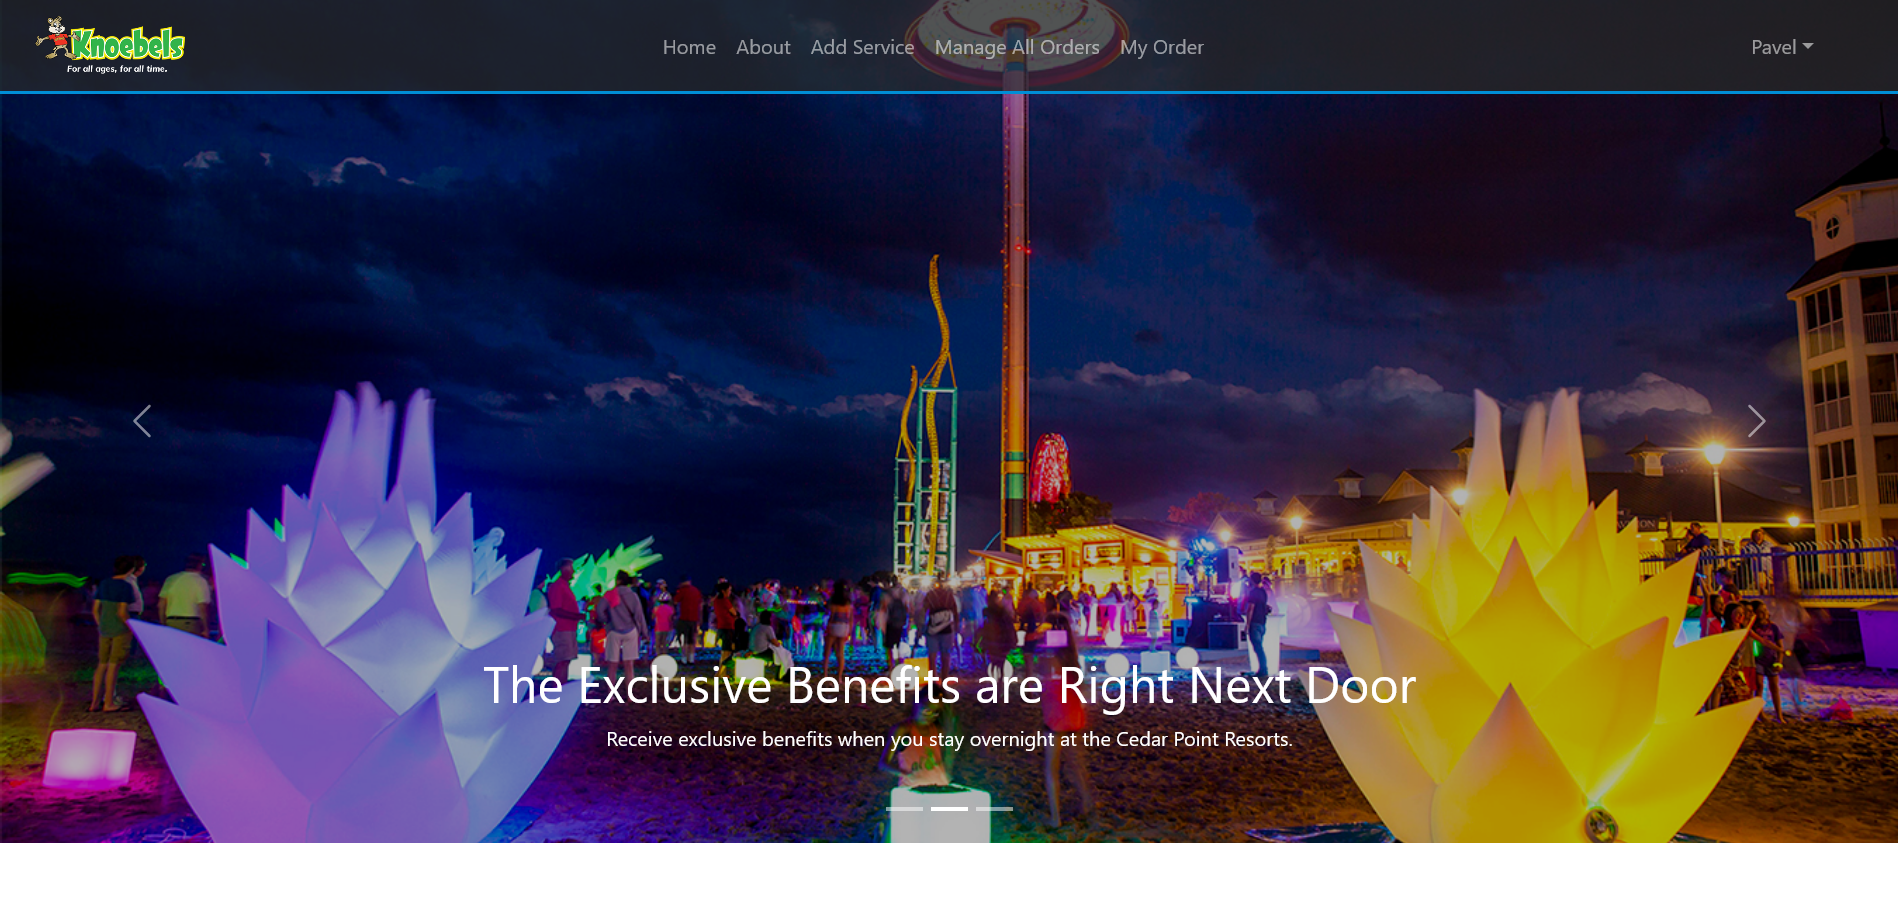 Knoebels
For all ages, for all time.
Home About Add Service Manage All Orders My Order
Pavel
The Exclusive Benefits are Right Next Door
Receive exclusive benefits when you stay overnight at the Cedar Point Resorts.